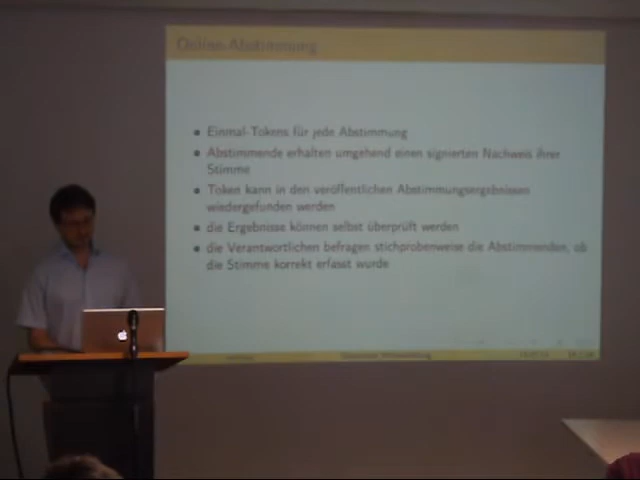 Online-Abstimmung
Einmal-Tokens für jede Abstimmung
Abstimmende erhalten umgehend einen signierten Nachweis ihrer
Stimme
Token kann in den veröffentlichen Abstimmungsergebnissen
wiedergefunden werden
die Ergebnisse können selbst überprüft werden
die Verantwortlichen befragen stichprobenweise die Abstimmenden, ob
die Stimme korrekt erfasst wurde